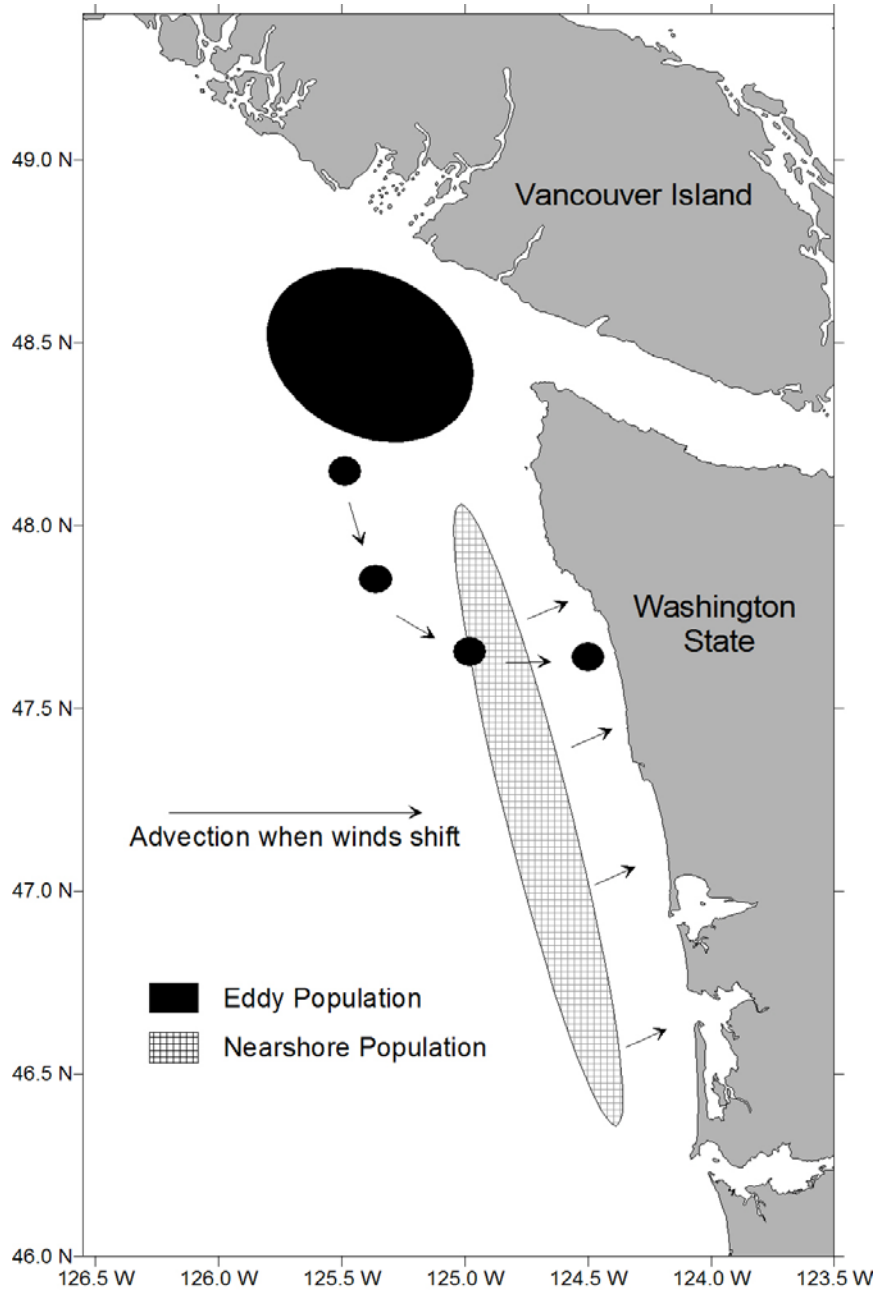 49.0 N
Vancouver Island
48.5 N
48.0 N
Washington
State
47.5 N
Advection when winds shift
47.0 N
Eddy Population
Nearshore Population
46.5 N
46.0 N
126.5 W 126.0 W 125.5 W 125.0 W 124.5 W 124.0 W 123.5 W